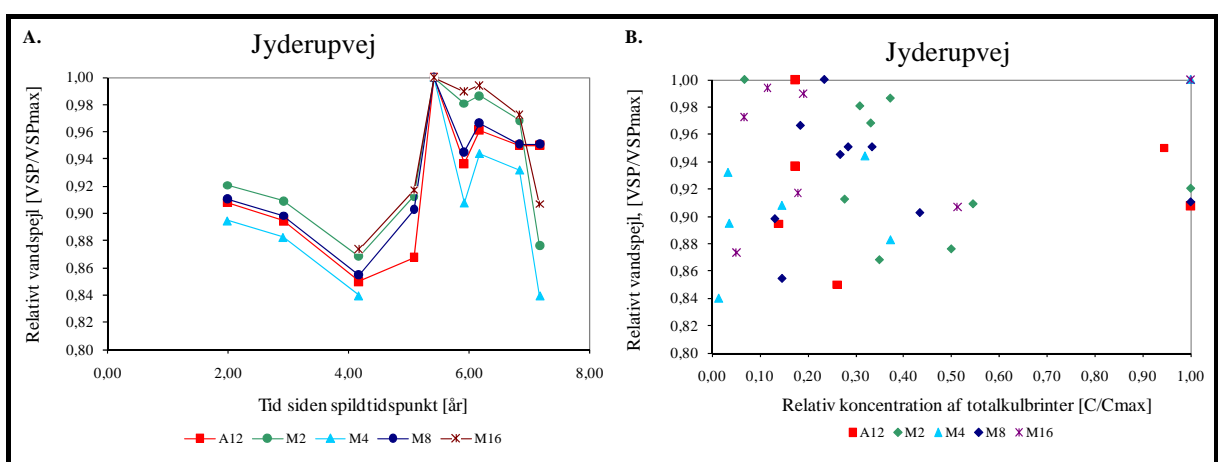 A.
Jyderupvej
Relativt vandspejl [VSP/VSPmax]
1,00
0,98
0,96
0,94
0,92
0,90
0,88
0,86
0,84
0,82
0,80
0,00 2,00 4,00 6,00 8,00
Tid siden spildtidspunkt [år]
A12 M2 M4 M8 M16
B.
Jyderupvej
Relativt vandspejl, [VSP/VSPmax]
1,00
0,98
0,96
0,94
0,92
0,90
0,88
0,86
0,84
0,82
0,80
0,00 0,10 0,20 0,30 0,40 0,50 0,60 0,70 0,80 0,90 1,00
Relativ koncentration af totalkulbrinter [C/Cmax]
A12 M2 M4 M8 M16